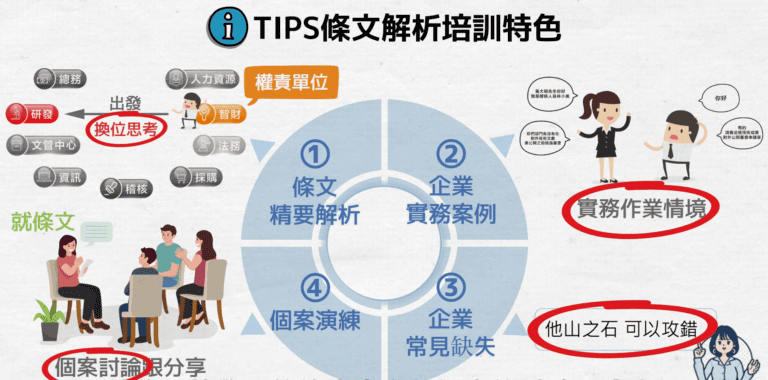 TIPS條文解析培訓特色
總務
人力資源
權責單位
出發
研發
智財
換位思考
文管中心
法務
資訊
稽核
採購
①
條文
精要解析
②
企業
實務案例
③
企業
常見缺失
④
個案演練
你好
實務作業情境
就條文
個案討論跟分享
他山之石 可以攻錯